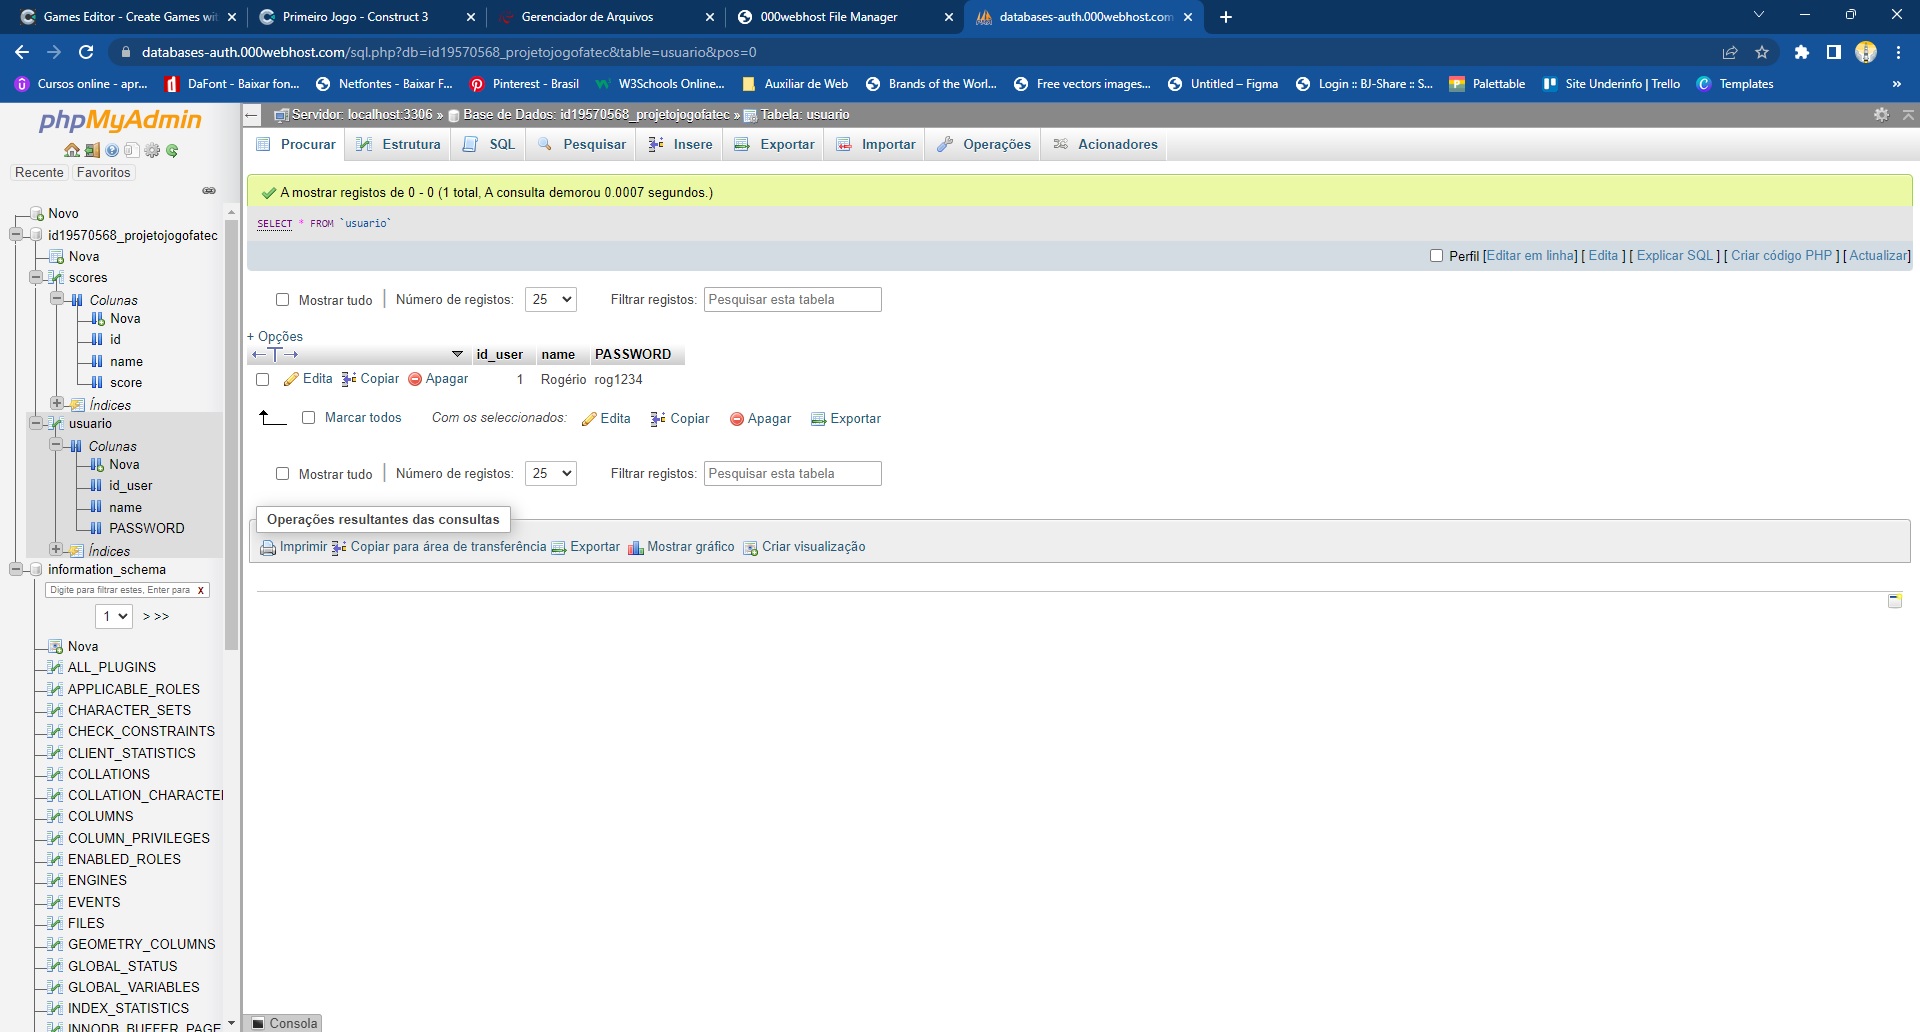 Games Editor - Create Games wit
Primeiro Jogo - Construct 3
Gerenciador de Arquivos
000webhost File Manager
databases-auth.000webhost.com
databases-auth.000webhost.com/sql.php?db=id19570568_projetojogofatec&table=usuario&pos=0
Cursos online - apr...
DaFont - Baixar fon...
Netfontes - Baixar F...
Pinterest - Brasil
W3Schools Online...
Auxiliar de Web
Brands of the Worl...
Free vectors images...
Untitled – Figma
Login :: BJ-Share :: S...
Palettable
Site Underinfo | Trello
Templates
»
phpMyAdmin
Recente
Favoritos
Novo
id19570568_projetojogofatec
Nova
scores
Colunas
Nova
id
name
score
Índices
usuario
Colunas
Nova
id_user
name
PASSWORD
Índices
information_schema
Digite para filtrar estes, Enter para X
1 > >>
Nova
ALL_PLUGINS
APPLICABLE_ROLES
CHARACTER_SETS
CHECK_CONSTRAINTS
CLIENT_STATISTICS
COLLATIONS
COLLATION_CHARACTER
COLUMNS
COLUMN_PRIVILEGES
ENABLED_ROLES
ENGINES
EVENTS
FILES
GEOMETRY_COLUMNS
GLOBAL_STATUS
GLOBAL_VARIABLES
INDEX_STATISTICS
INNODB_BUFFER_PAGE
Servidor: localhost:3306 » Base de Dados: id19570568_projetojogofatec » Tabela: usuario
Procurar
Estrutura
SQL
Pesquisar
Insere
Exportar
Importar
Operações
Acionadores
A mostrar registos de 0 - 0 (1 total, A consulta demorou 0.0007 segundos.)
SELECT * FROM `usuario`
Perfil [Editar em linha] [ Edita ] [ Explicar SQL ] [ Criar código PHP ] [ Actualizar]
Mostrar tudo | Número de registos: 25 Filtrar registos: Pesquisar esta tabela
+ Opções
←T→ id_user name PASSWORD
Edita Copiar Apagar 1 Rogério rog1234
Marcar todos Com os seleccionados: Edita Copiar Apagar Exportar
Mostrar tudo | Número de registos: 25 Filtrar registos: Pesquisar esta tabela
Operações resultantes das consultas
Imprimir Copiar para área de transferência Exportar Mostrar gráfico Criar visualização
Consola